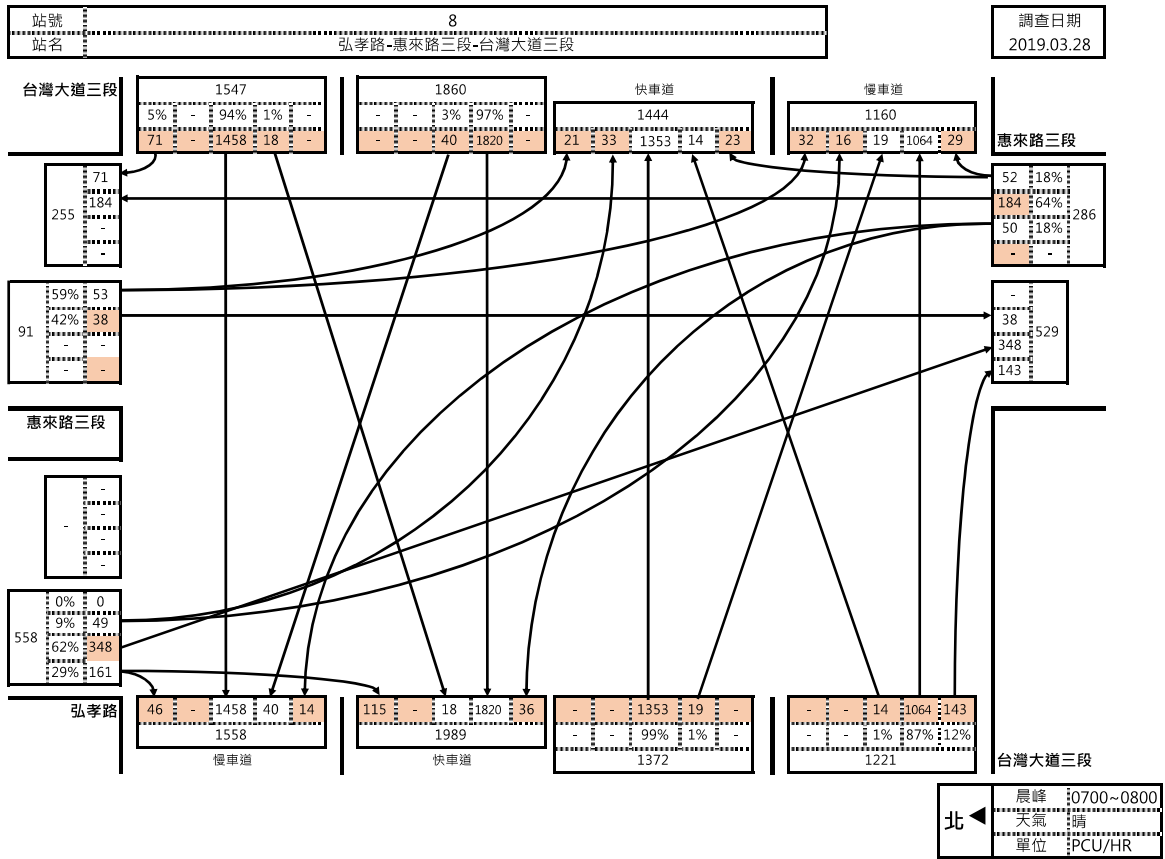 站號 8
站名 弘孝路-惠來路三段-台灣大道三段
調查日期
2019.03.28
台灣大道三段
1547
5% - 94% 1% -
71 - 1458 18 -
1860
- - 3% 97% -
- - 40 1820 -
快車道
1444
21 33 1353 14 23
慢車道
1160
32 16 19 1064 29
惠來路三段
255
71
184
-
-
52 18%
184 64%
50 18%
- -
286
91
59% 53
42% 38
- -
- -
-
38
348
143
529
惠來路三段
-
-
-
-
-
558
0% 0
9% 49
62% 348
29% 161
弘孝路
46 - 1458 40 14
1558
慢車道
115 - 18 1820 36
1989
快車道
- - 1353 19 -
- - 99% 1% -
1372
- - 14 1064 143
- - 1% 87% 12%
1221
台灣大道三段
北
晨峰 0700~0800
天氣 晴
單位 PCU/HR